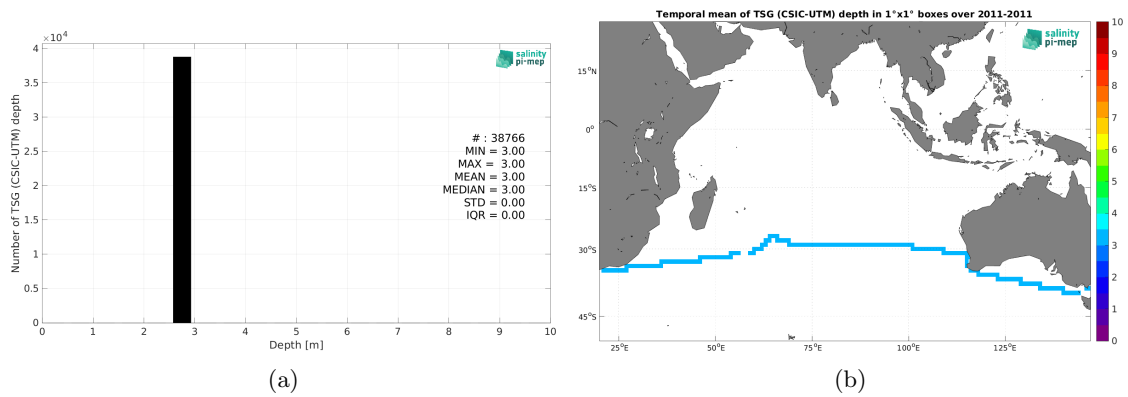 ×10⁴
4
3.5
3
2.5
2
1.5
1
0.5
0
Number of TSG (CSIC-UTM) depth
0 1 2 3 4 5 6 7 8 9 10
Depth [m]
salinity
pi-mep
# : 38766
MIN = 3.00
MAX = 3.00
MEAN = 3.00
MEDIAN = 3.00
STD = 0.00
IQR = 0.00
(a)
Temporal mean of TSG (CSIC-UTM) depth in 1°x1° boxes over 2011-2011
salinity
pi-mep
15°N
0°
15°S
30°S
45°S
25°E 50°E 75°E 100°E 125°E
10
9
8
7
6
5
4
3
2
1
0
(b)